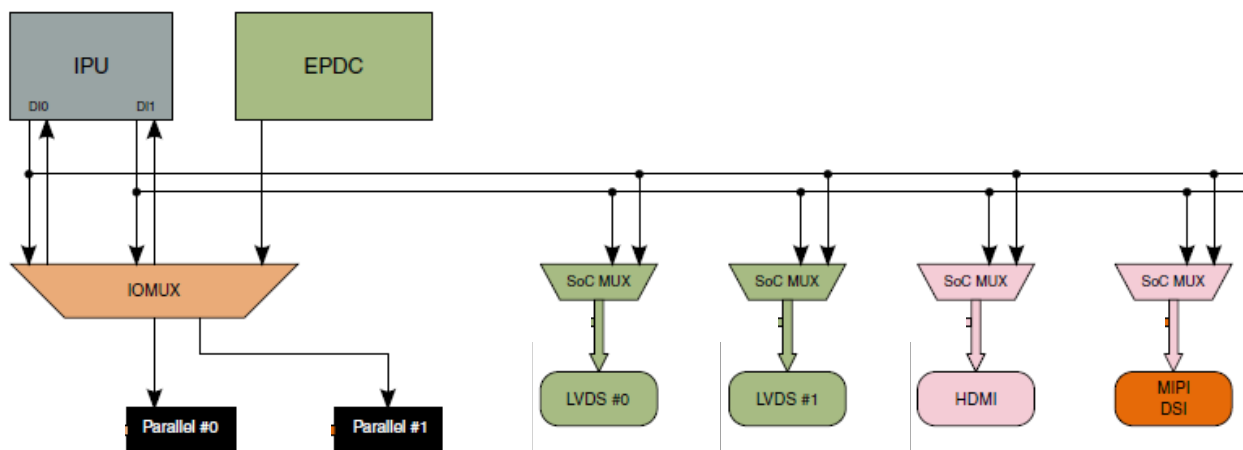 IPU
EPDC
DI0
DI1
IOMUX
SoC MUX
SoC MUX
SoC MUX
SoC MUX
Parallel #0
Parallel #1
LVDS #0
LVDS #1
HDMI
MIPI
DSI